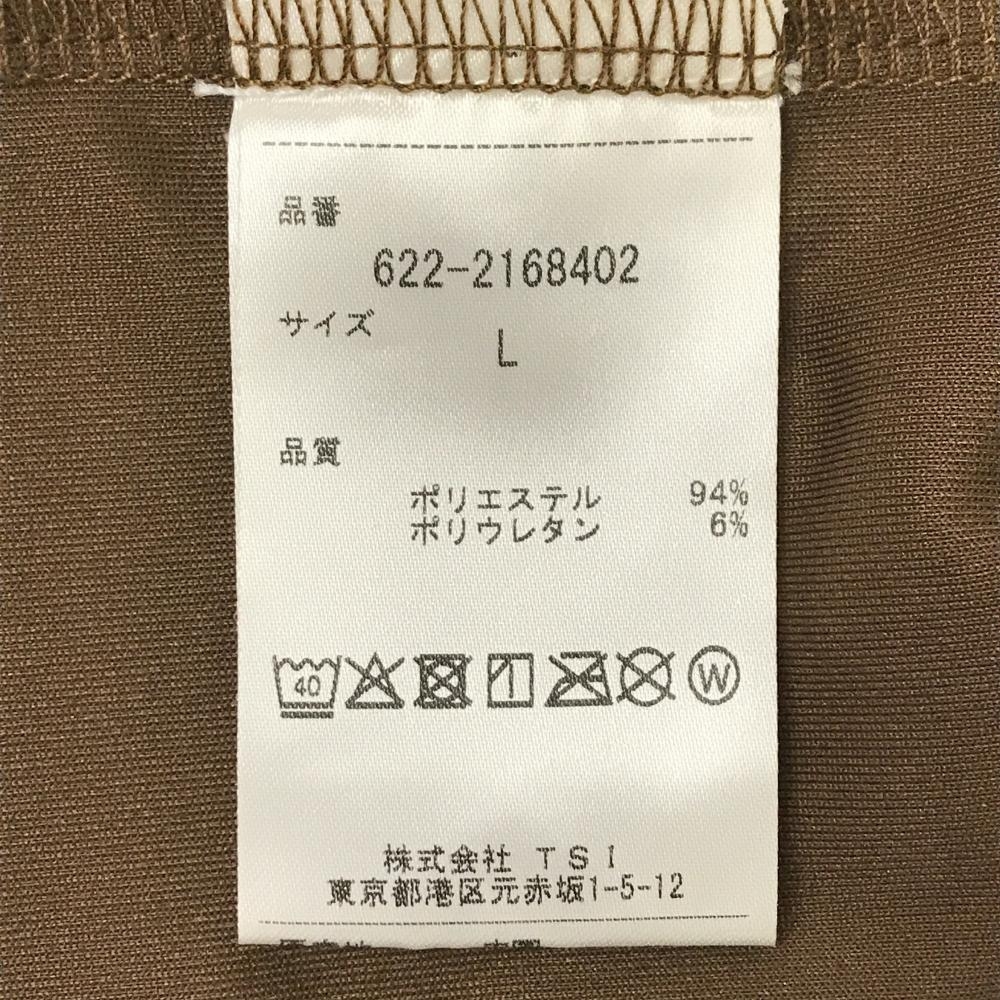 品番
622-2168402
サイズ
L
品質
ポリエステル 94%
ポリウレタン 6%
40
W
株式会社 TSI
東京都港区元赤坂1-5-12